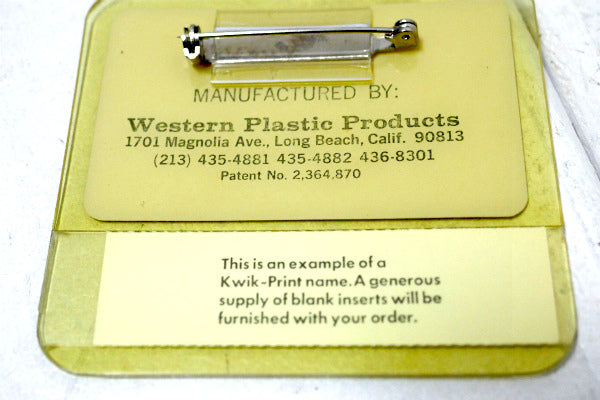 MANUFACTURED BY:
Western Plastic Products
1701 Magnolia Ave., Long Beach, Calif. 90813
(213) 435-4881 435-4882 436-8301
Patent No. 2,364,870
This is an example of a
Kwik-Print name. A generous
supply of blank inserts will be
furnished with your order.